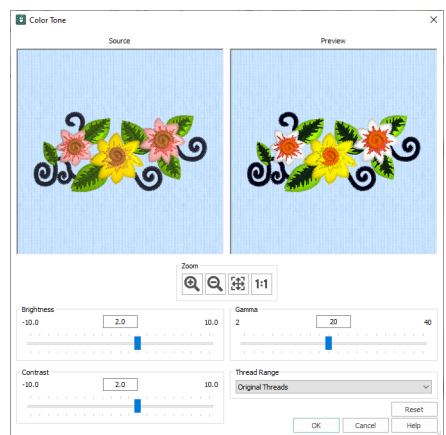 Color Tone
Source
Preview
Zoom
1:1
Brightness
-10.0 2.0 10.0
Gamma
2 20 40
Contrast
-10.0 2.0 10.0
Thread Range
Original Threads
Reset
OK Cancel Help